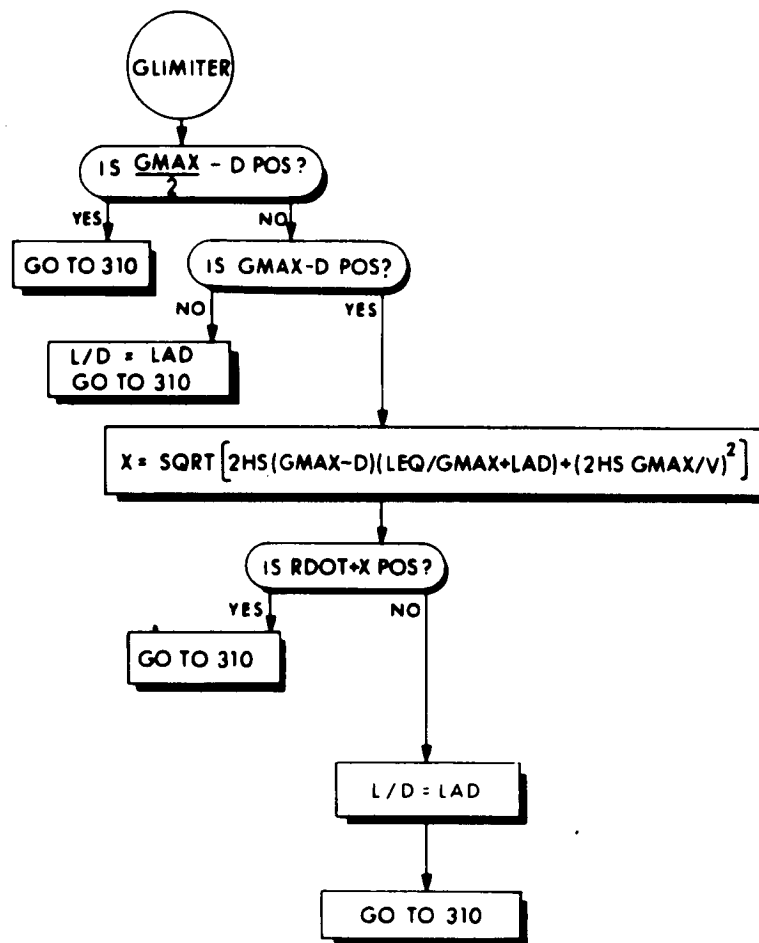 GLIMITER
IS GMAX/2 - D POS?
YES
NO
GO TO 310
IS GMAX-D POS?
NO
YES
L/D = LAD
GO TO 310
X = SQRT [2HS(GMAX-D)(LEQ/GMAX+LAD)+(2HS GMAX/V)²]
IS RDOT+X POS?
YES
NO
GO TO 310
L/D = LAD
GO TO 310